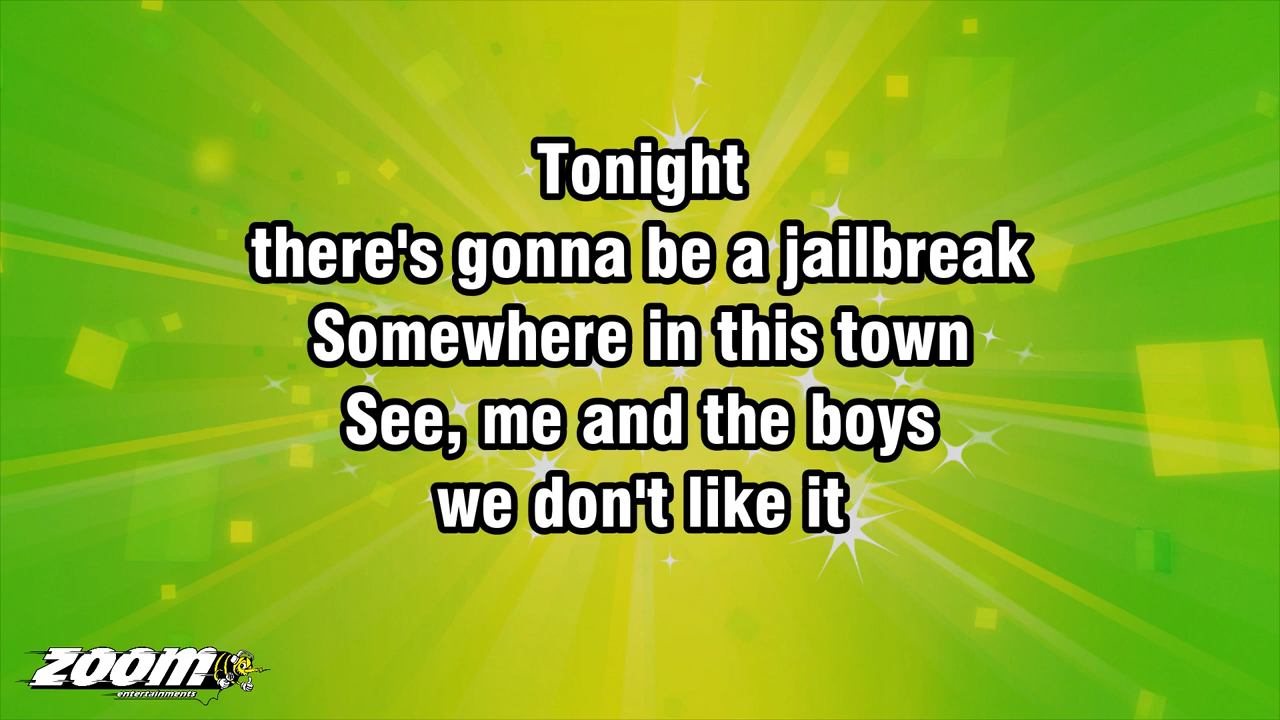 Tonight
there's gonna be a jailbreak
Somewhere in this town
See, me and the boys
we don't like it
zoom
entertainments